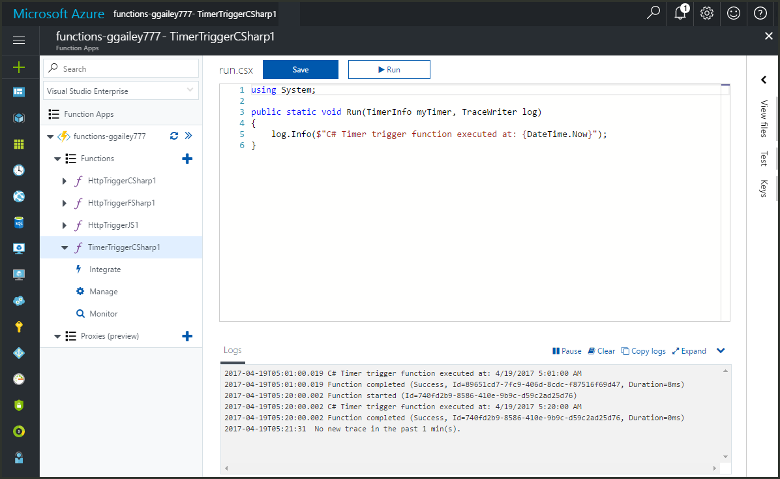 Microsoft Azure functions-ggailey777- TimerTriggerCSharp1
1
functions-ggailey777 - TimerTriggerCSharp1
Function Apps
Search
Visual Studio Enterprise
Function Apps
functions-ggailey777
Functions
HttpTriggerCSharp1
HttpTriggerFSharp1
HttpTriggerJS1
TimerTriggerCSharp1
Integrate
Manage
Monitor
Proxies (preview)
run.csx Save Run
1 using System;
2
3 public static void Run(TimerInfo myTimer, TraceWriter log)
4 {
5 log.Info($"C# Timer trigger function executed at: {DateTime.Now}");
6 }
View files
Test
Keys
Logs Pause Clear Copy logs Expand
2017-04-19T05:01:00.019 C# Timer trigger function executed at: 4/19/2017 5:01:00 AM
2017-04-19T05:01:00.019 Function completed (Success, Id=89651cd7-7fc9-406d-8cdc-f87516f69d47, Duration=8ms)
2017-04-19T05:20:00.002 Function started (Id=740fd2b9-8586-410e-9b9c-d59c2ad25d76)
2017-04-19T05:20:00.002 C# Timer trigger function executed at: 4/19/2017 5:20:00 AM
2017-04-19T05:20:00.002 Function completed (Success, Id=740fd2b9-8586-410e-9b9c-d59c2ad25d76, Duration=0ms)
2017-04-19T05:21:31 No new trace in the past 1 min(s).